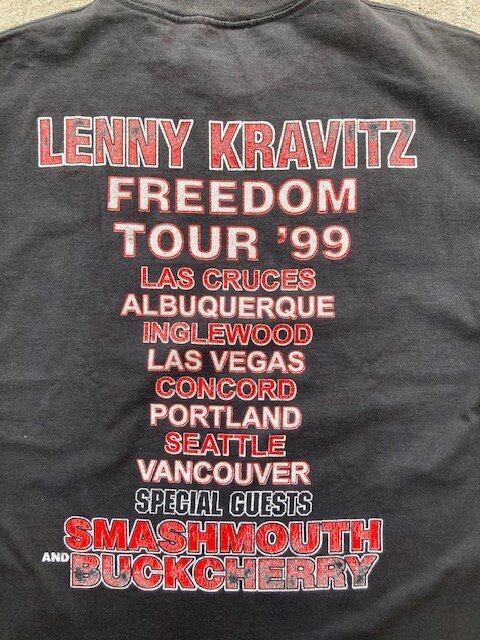 LENNY KRAVITZ
FREEDOM
TOUR '99
LAS CRUCES
ALBUQUERQUE
INGLEWOOD
LAS VEGAS
CONCORD
PORTLAND
SEATTLE
VANCOUVER
SPECIAL GUESTS
SMASHMOUTH
AND BUCKCHERRY